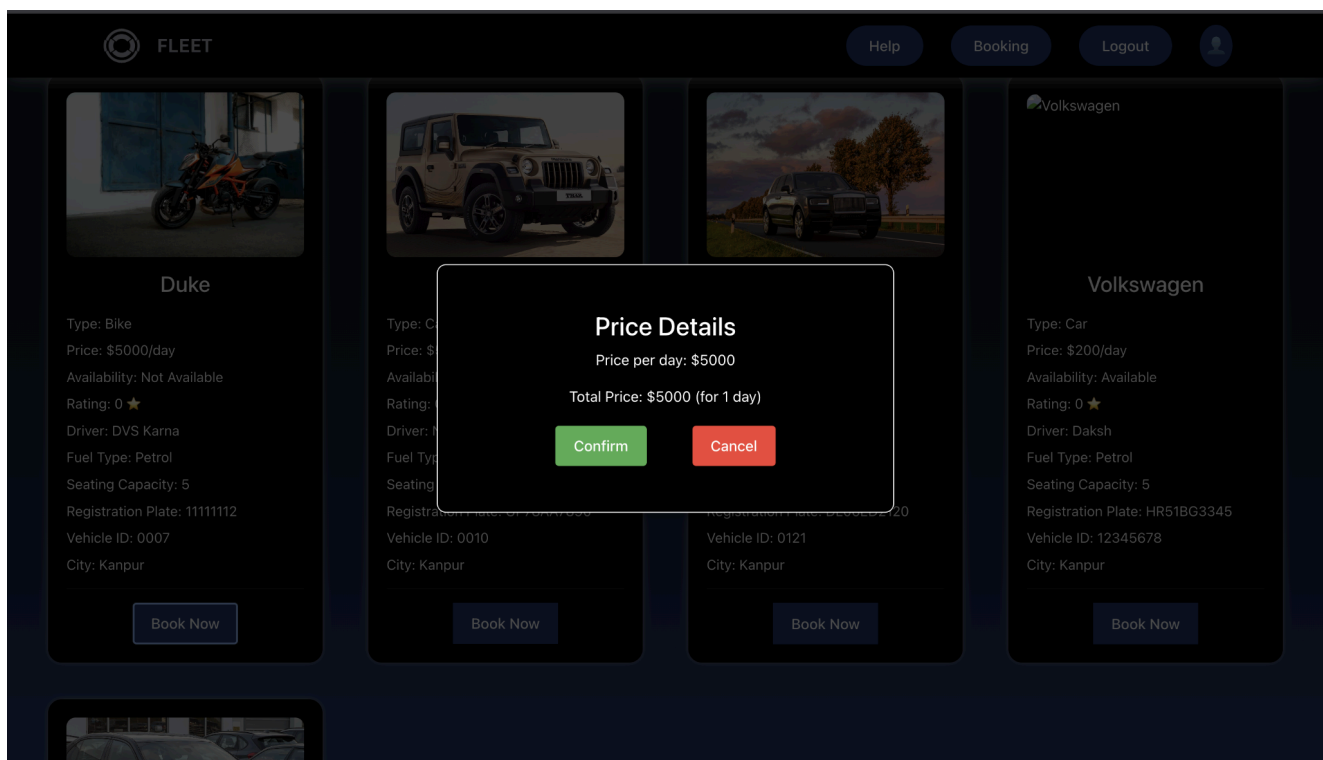 FLEET
Help
Booking
Logout
Volkswagen
Duke
Type: Bike
Price: $5000/day
Availability: Not Available
Rating: 0
Driver: DVS Karna
Fuel Type: Petrol
Seating Capacity: 5
Registration Plate: 11111112
Vehicle ID: 0007
City: Kanpur
Book Now
THAR
Type:
Price:
Rating:
Driver:
Fuel
Seating
Vehicle ID: 0010
City: Kanpur
Book Now
Vehicle ID: 0121
City: Kanpur
Book Now
Volkswagen
Type: Car
Price: $200/day
Availability: Available
Rating: 0
Driver: Daksh
Fuel Type: Petrol
Seating Capacity: 5
Registration Plate: HR51BG3345
Vehicle ID: 12345678
City: Kanpur
Book Now
Price Details
Price per day: $5000
Total Price: $5000 (for 1 day)
Confirm
Cancel